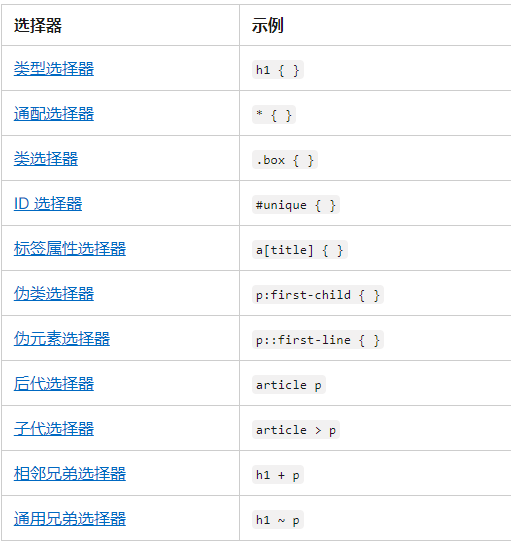 选择器 示例
类型选择器 h1 { }
通配选择器 * { }
类选择器 .box { }
ID 选择器 #unique { }
标签属性选择器 a[title] { }
伪类选择器 p:first-child { }
伪元素选择器 p::first-line { }
后代选择器 article p
子代选择器 article > p
相邻兄弟选择器 h1 + p
通用兄弟选择器 h1 ~ p